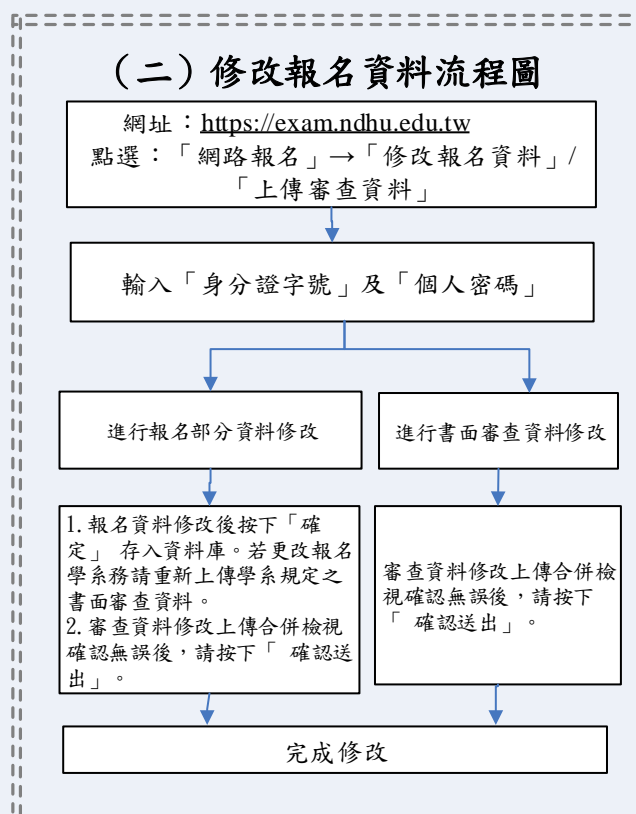 （二）修改報名資料流程圖
網址：https://exam.ndhu.edu.tw
點選：「網路報名」→「修改報名資料」/
「上傳審查資料」
輸入「身分證字號」及「個人密碼」
進行報名部分資料修改
進行書面審查資料修改
1.報名資料修改後按下「確
定」 存入資料庫。若更改報名
學系務請重新上傳學系規定之
書面審查資料。
2.審查資料修改上傳合併檢視
確認無誤後，請按下「 確認送
出」。
審查資料修改上傳合併檢
視確認無誤後，請按下
「 確認送出」。
完成修改